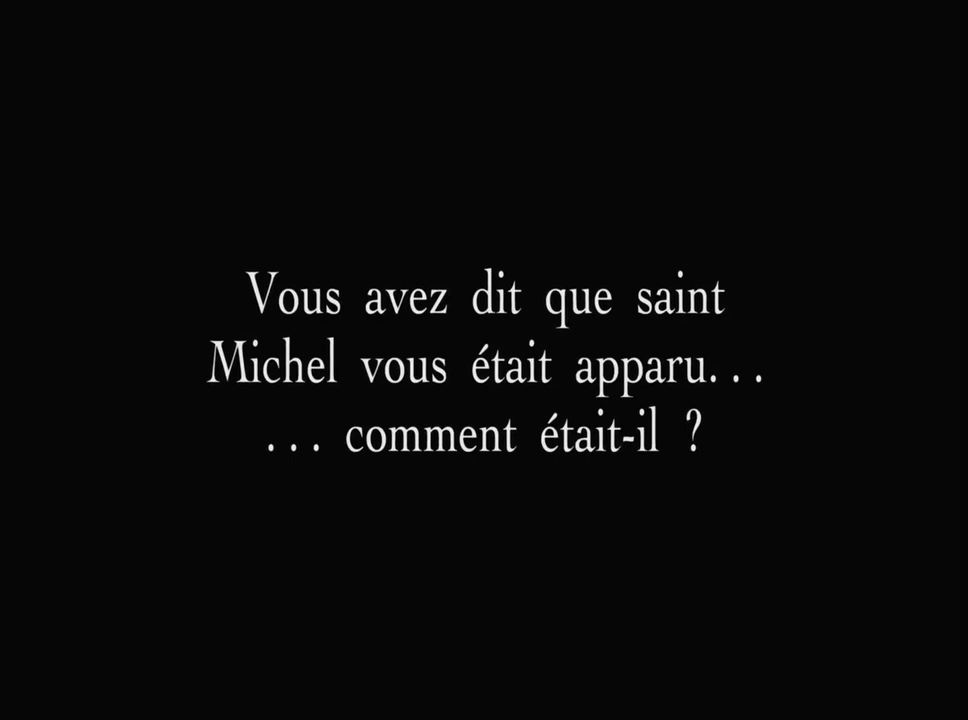 Vous avez dit que saint
Michel vous était apparu. . .
. . . comment était-il ?